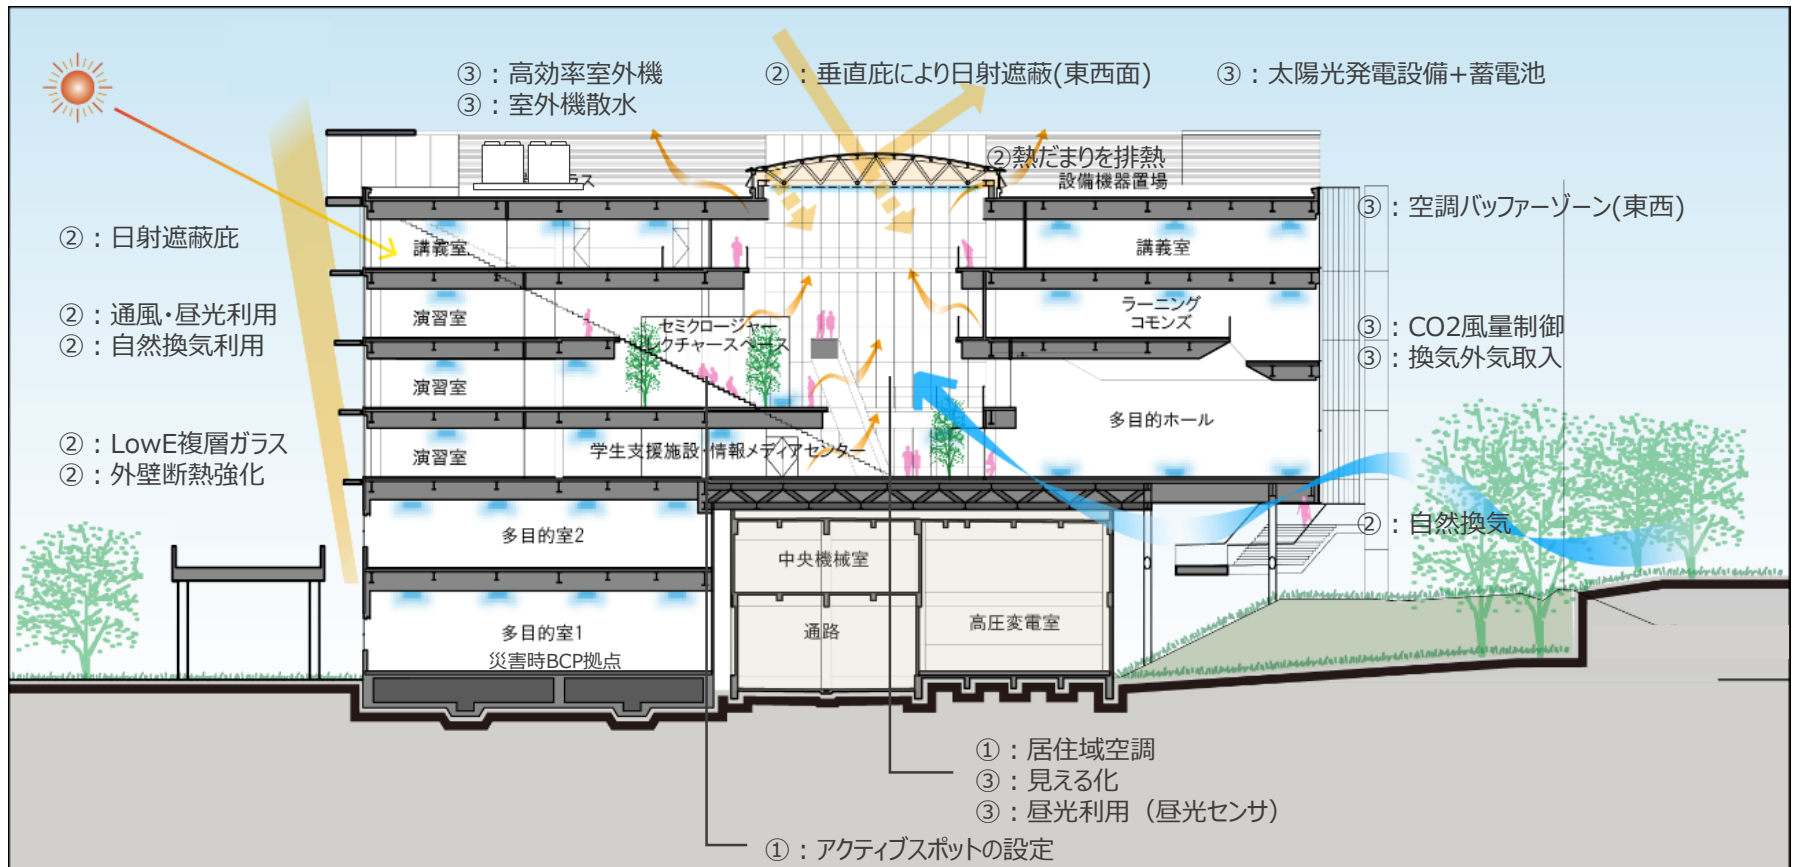 ③：高効率室外機
③：室外機散水
②：垂直庇により日射遮蔽(東西面)
③：太陽光発電設備+蓄電池
②熱だまりを排熱
設備機器置場
②：日射遮蔽庇
③：空調バッファーゾーン(東西)
講義室
講義室
②：通風・昼光利用
②：自然換気利用
演習室
セミクロージャー
レクチャースペース
ラーニング
コモンズ
③：CO2風量制御
③：換気外気取入
演習室
多目的ホール
②：LowE複層ガラス
②：外壁断熱強化
演習室
学生支援施設・情報メディアセンター
②：自然換気
多目的室2
中央機械室
多目的室1
災害時BCP拠点
通路
高圧変電室
①：居住域空調
③：見える化
③：昼光利用（昼光センサ）
①：アクティブスポットの設定